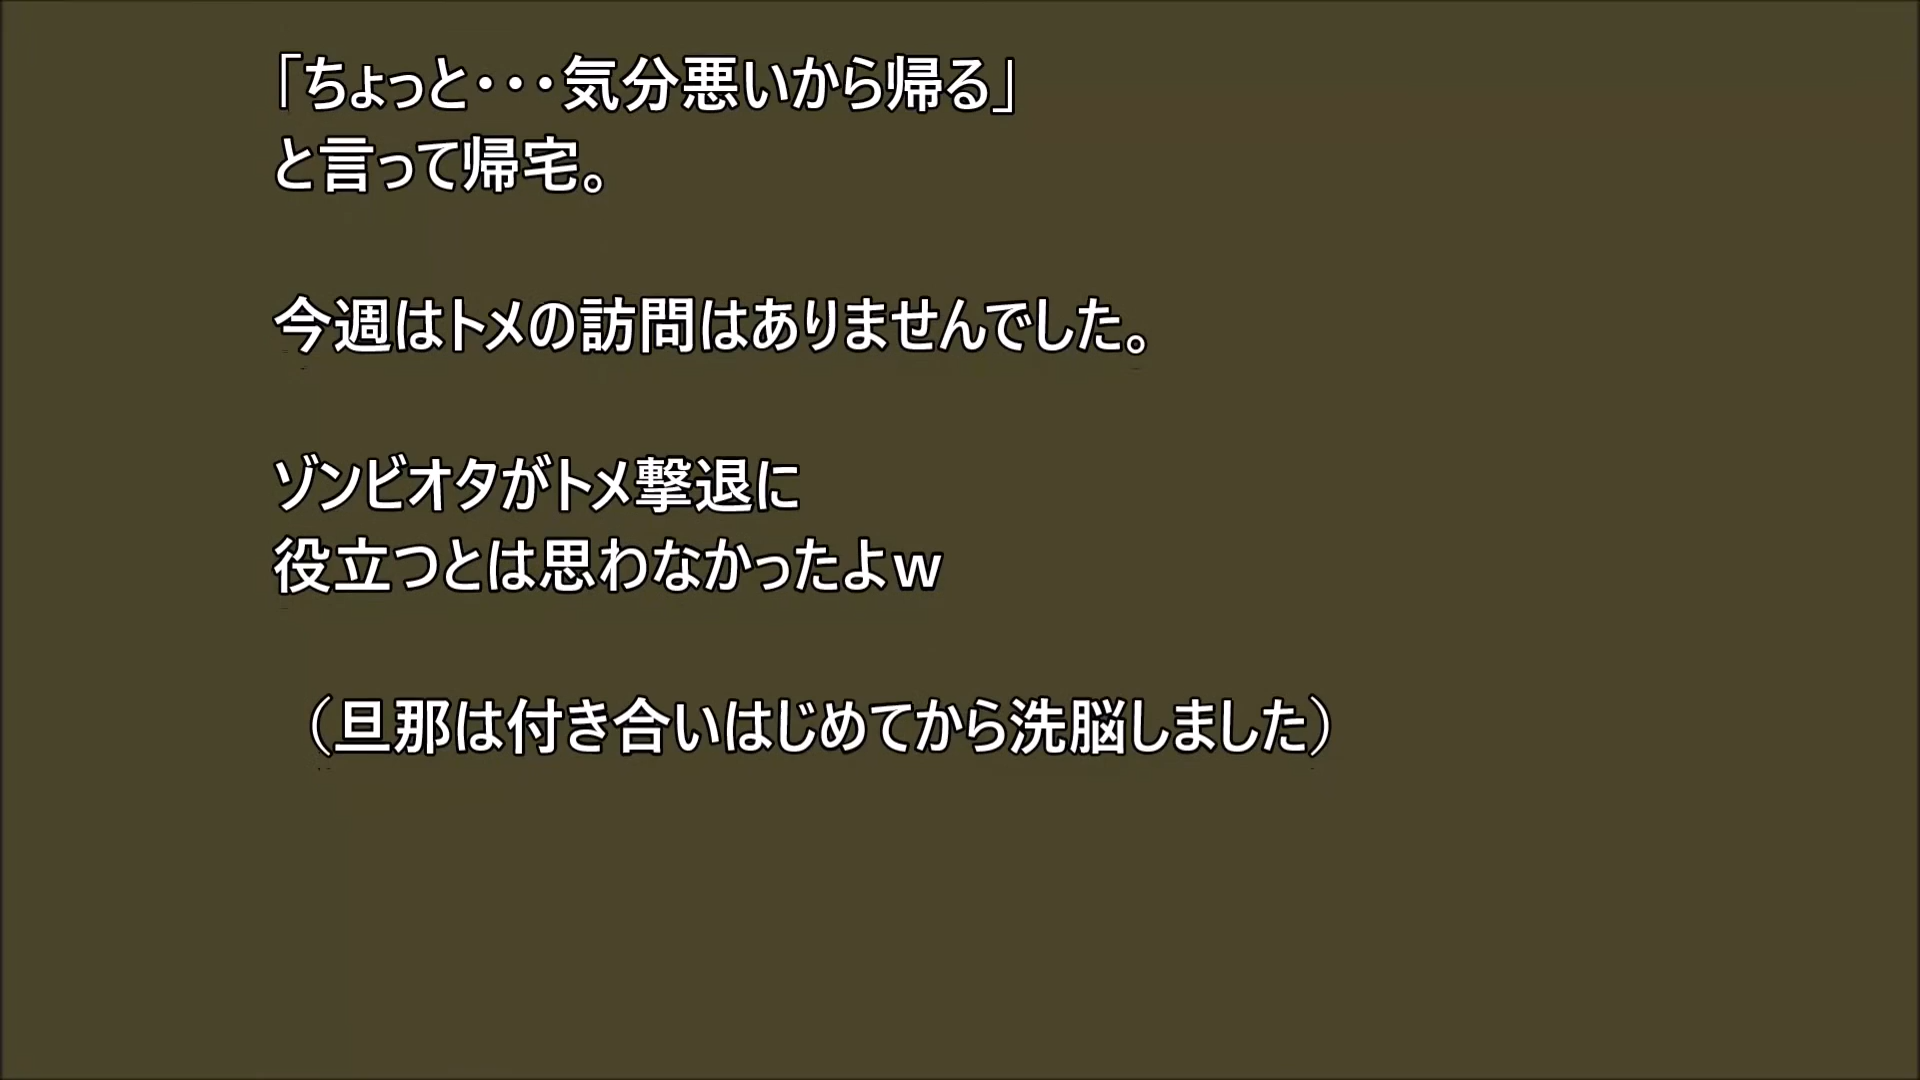 「ちょっと・・・気分悪いから帰る」
と言って帰宅。
今週はトメの訪問はありませんでした。
ゾンビオタがトメ撃退に
役立つとは思わなかったよｗ
（旦那は付き合いはじめてから洗脳しました）